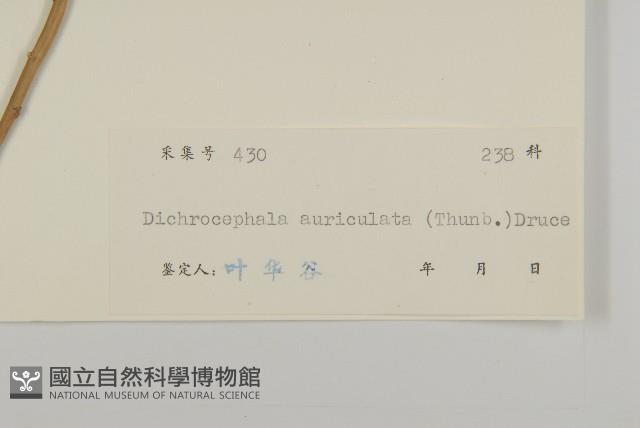 采集号 430 238 科
Dichrocephala auriculata (Thunb.)Druce
鉴定人: 叶华谷 年 月 日
國立自然科學博物館
NATIONAL MUSEUM OF NATURAL SCIENCE